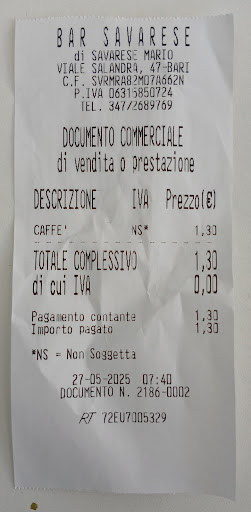 BAR SAVARESE
di SAVARESE MARIO
VIALE SALANDRA, 47-BARI
C.F. SVRMRA82M07A662N
P.IVA 06315850724
TEL. 347/2689769
DOCUMENTO COMMERCIALE
di vendita o prestazione
DESCRIZIONE IVA Prezzo(€)
CAFFE' NS* 1,30
TOTALE COMPLESSIVO 1,30
di cui IVA 0,00
Pagamento contante 1,30
Importo pagato 1,30
*NS = Non Soggetta
27-05-2025 07:40
DOCUMENTO N. 2186-0002
RT 72EU7005329